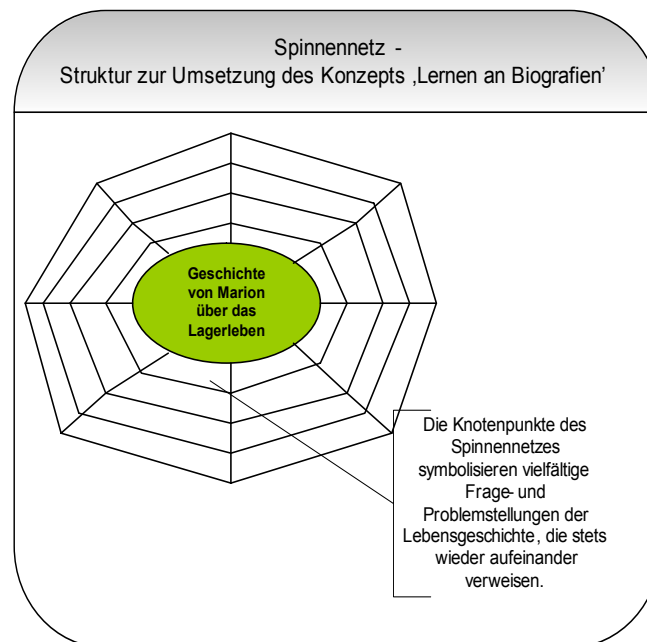 Spinnennetz -
Struktur zur Umsetzung des Konzepts ‚Lernen an Biografien’
Geschichte
von Marion
über das
Lagerleben
Die Knotenpunkte des
Spinnennetzes
symbolisieren vielfältige
Frage- und
Problemstellungen der
Lebensgeschichte, die stets
wieder aufeinander
verweisen.